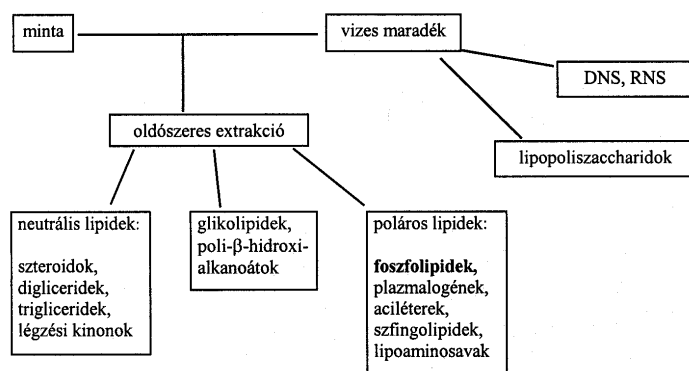 minta
vizes maradék
DNS, RNS
oldószeres extrakció
lipopoliszaccharidok
neutrális lipidek:
szteroidok,
digliceridek,
trigliceridek,
légzési kinonok
glikolipidek,
poli-β-hidroxi-
alkanoátok
poláros lipidek:
foszfolipidek,
plazmalogének,
aciléterek,
szfingolipidek,
lipoaminosavak